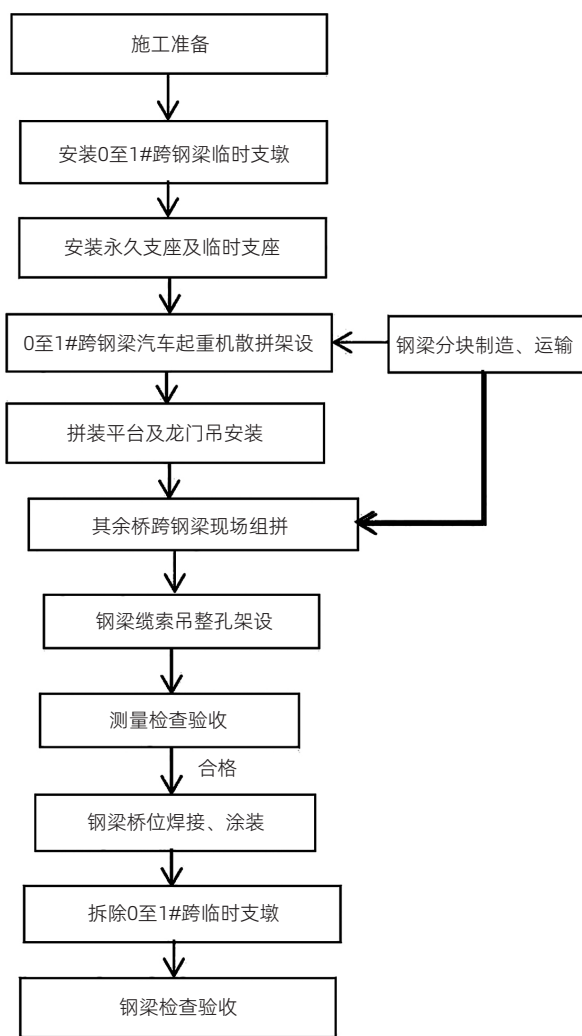 施工准备
安装0至1#跨钢梁临时支墩
安装永久支座及临时支座
0至1#跨钢梁汽车起重机散拼架设
钢梁分块制造、运输
拼装平台及龙门吊安装
其余桥跨钢梁现场组拼
钢梁缆索吊整孔架设
测量检查验收
合格
钢梁桥位焊接、涂装
拆除0至1#跨临时支墩
钢梁检查验收